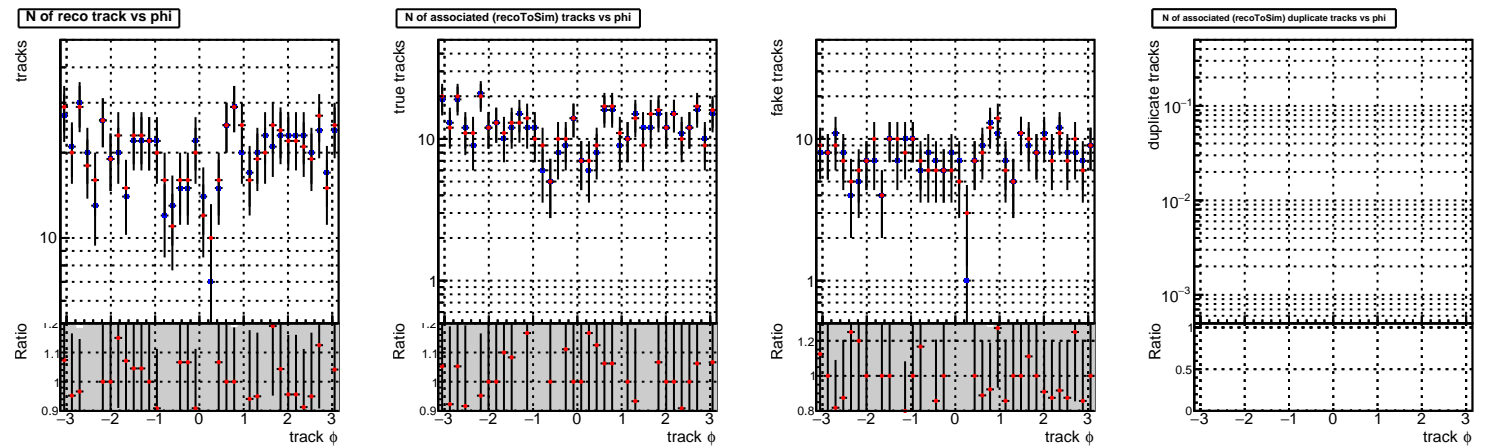 N of reco track vs phi
tracks
10
Ratio
1.2
1.1
1
0.9
−3 −2 −1 0 1 2 3
track ϕ
N of associated (recoToSim) tracks vs phi
true tracks
10
1
Ratio
1.2
1.1
1
0.9
−3 −2 −1 0 1 2 3
track ϕ
fake tracks
10
1
Ratio
1.2
1
0.8
−3 −2 −1 0 1 2 3
track ϕ
N of associated (recoToSim) duplicate tracks vs phi
duplicate tracks
10⁻¹
10⁻²
10⁻³
Ratio
1
0.5
0
−3 −2 −1 0 1 2 3
track ϕ